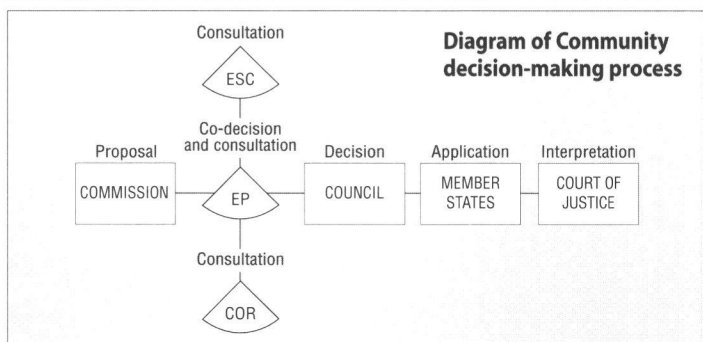 Diagram of Community
decision-making process
Consultation
ESC
Co-decision
and consultation
Proposal
Decision
Application
Interpretation
COMMISSION
EP
COUNCIL
MEMBER
STATES
COURT OF
JUSTICE
Consultation
COR